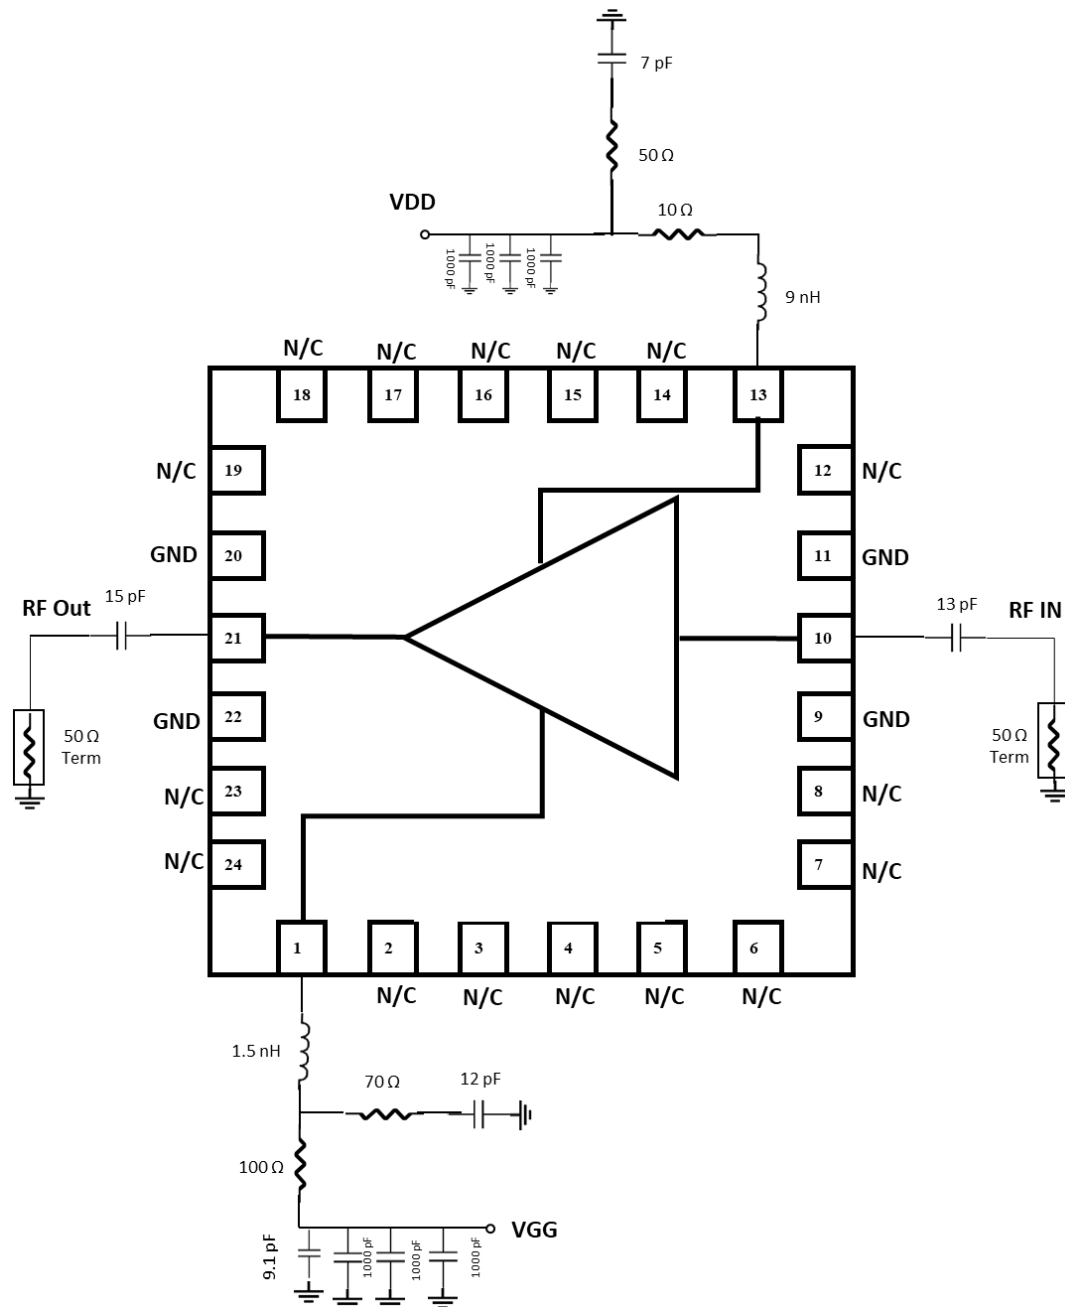 7 pF
50 Ω
VDD
10 Ω
1000 pF
1000 pF
1000 pF
9 nH
N/C
N/C
N/C
N/C
N/C
18
17
16
15
14
13
N/C
19
12
N/C
GND
20
11
GND
RF Out
15 pF
21
10
13 pF
RF IN
GND
22
9
GND
50 Ω
Term
50 Ω
Term
N/C
23
8
N/C
N/C
24
7
N/C
1
2
3
4
5
6
N/C
N/C
N/C
N/C
N/C
1.5 nH
70 Ω
12 pF
100 Ω
VGG
9.1 pF
1000 pF
1000 pF
1000 pF